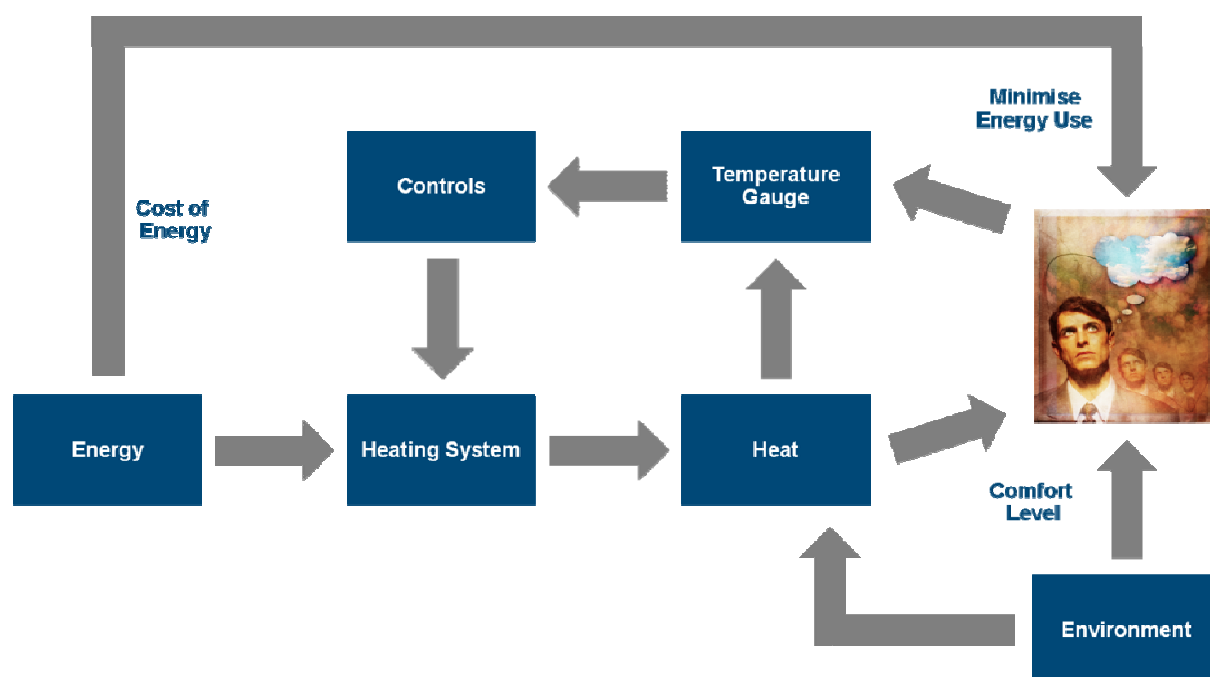 Minimise
Energy Use
Controls
Temperature
Gauge
Cost of
Energy
Energy
Heating System
Heat
Comfort
Level
Environment